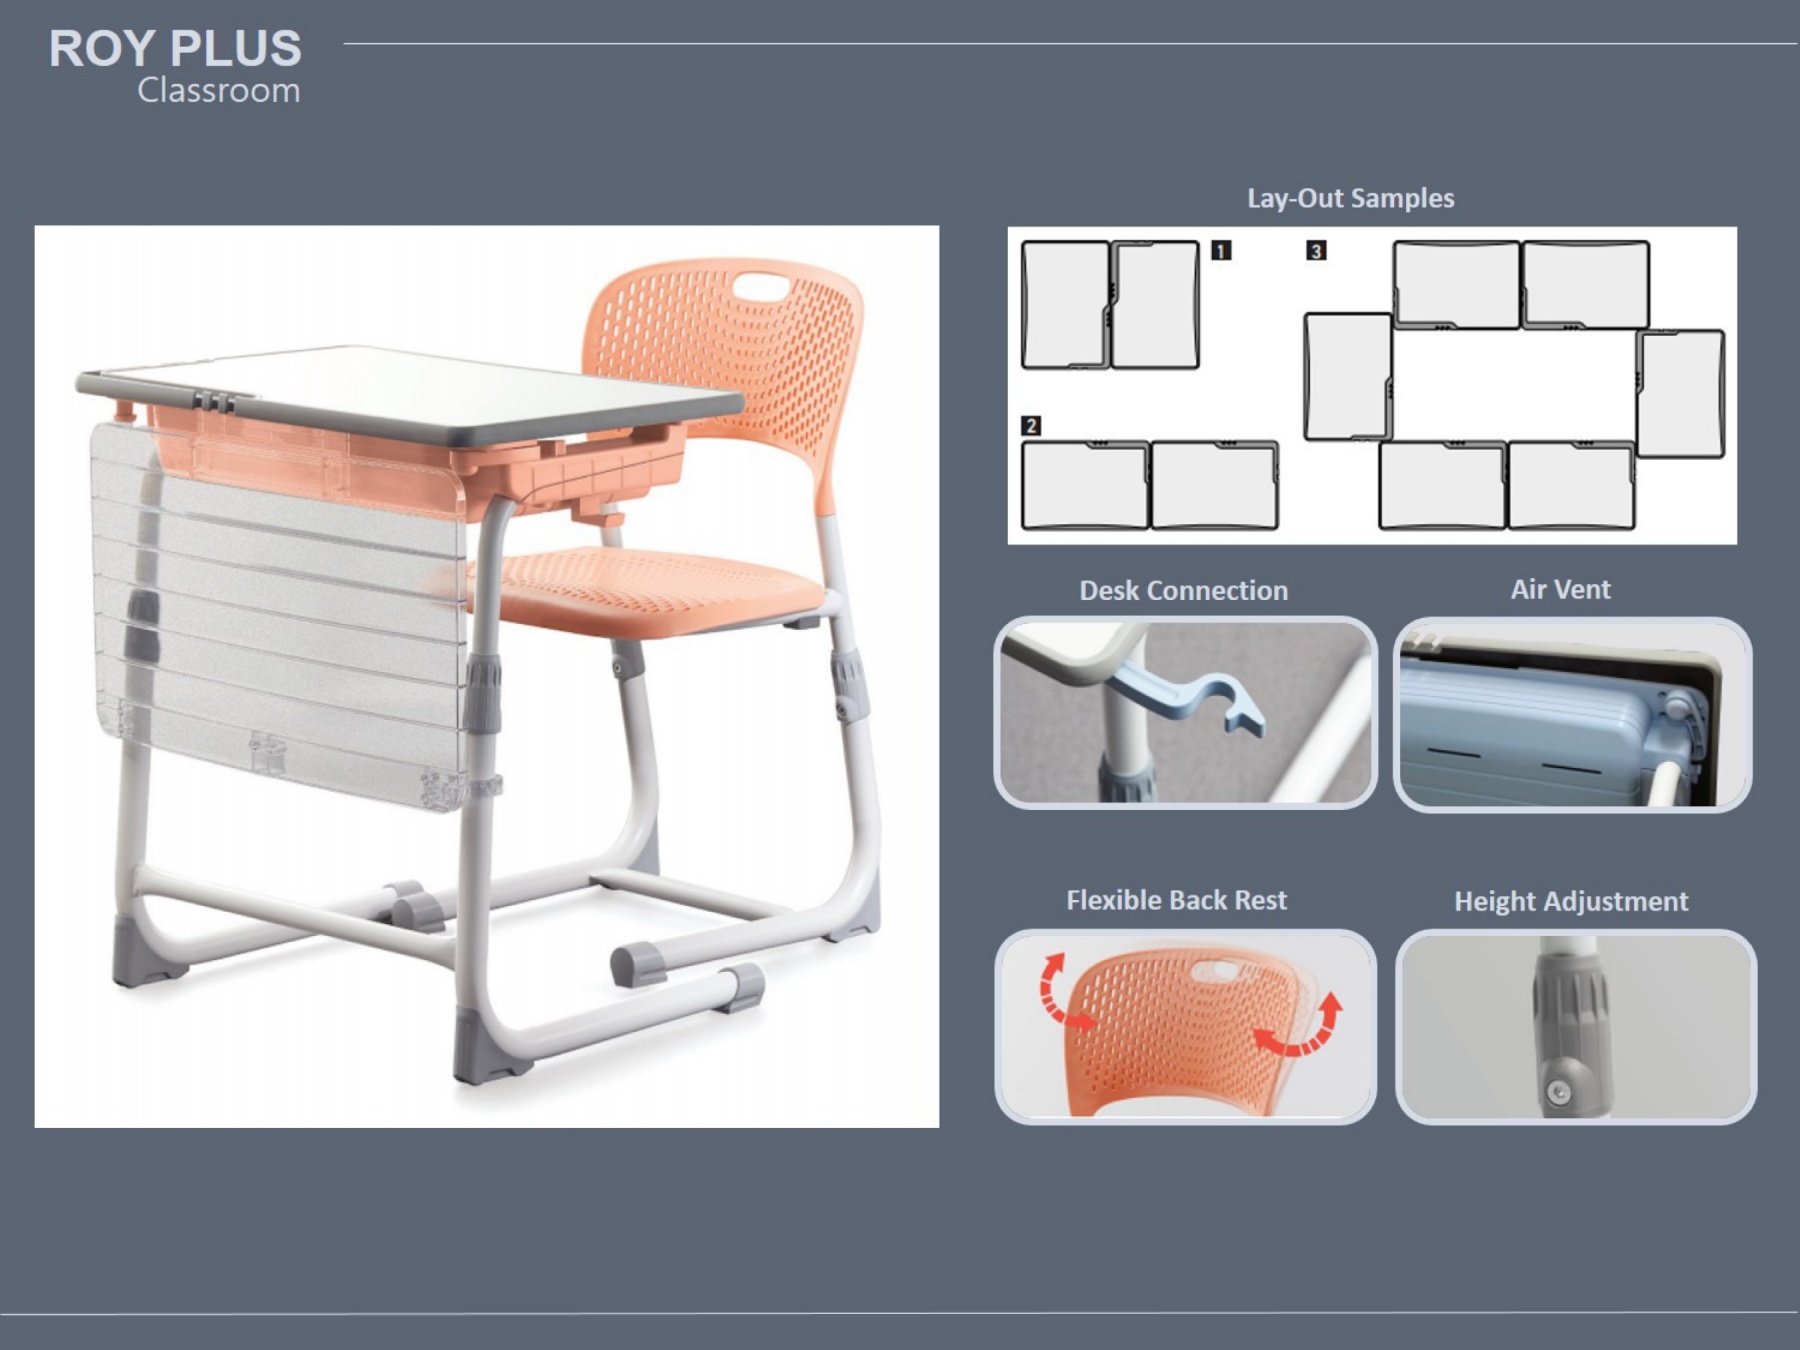 ROY PLUS
Classroom
Lay-Out Samples
1
3
2
Desk Connection
Air Vent
Flexible Back Rest
Height Adjustment